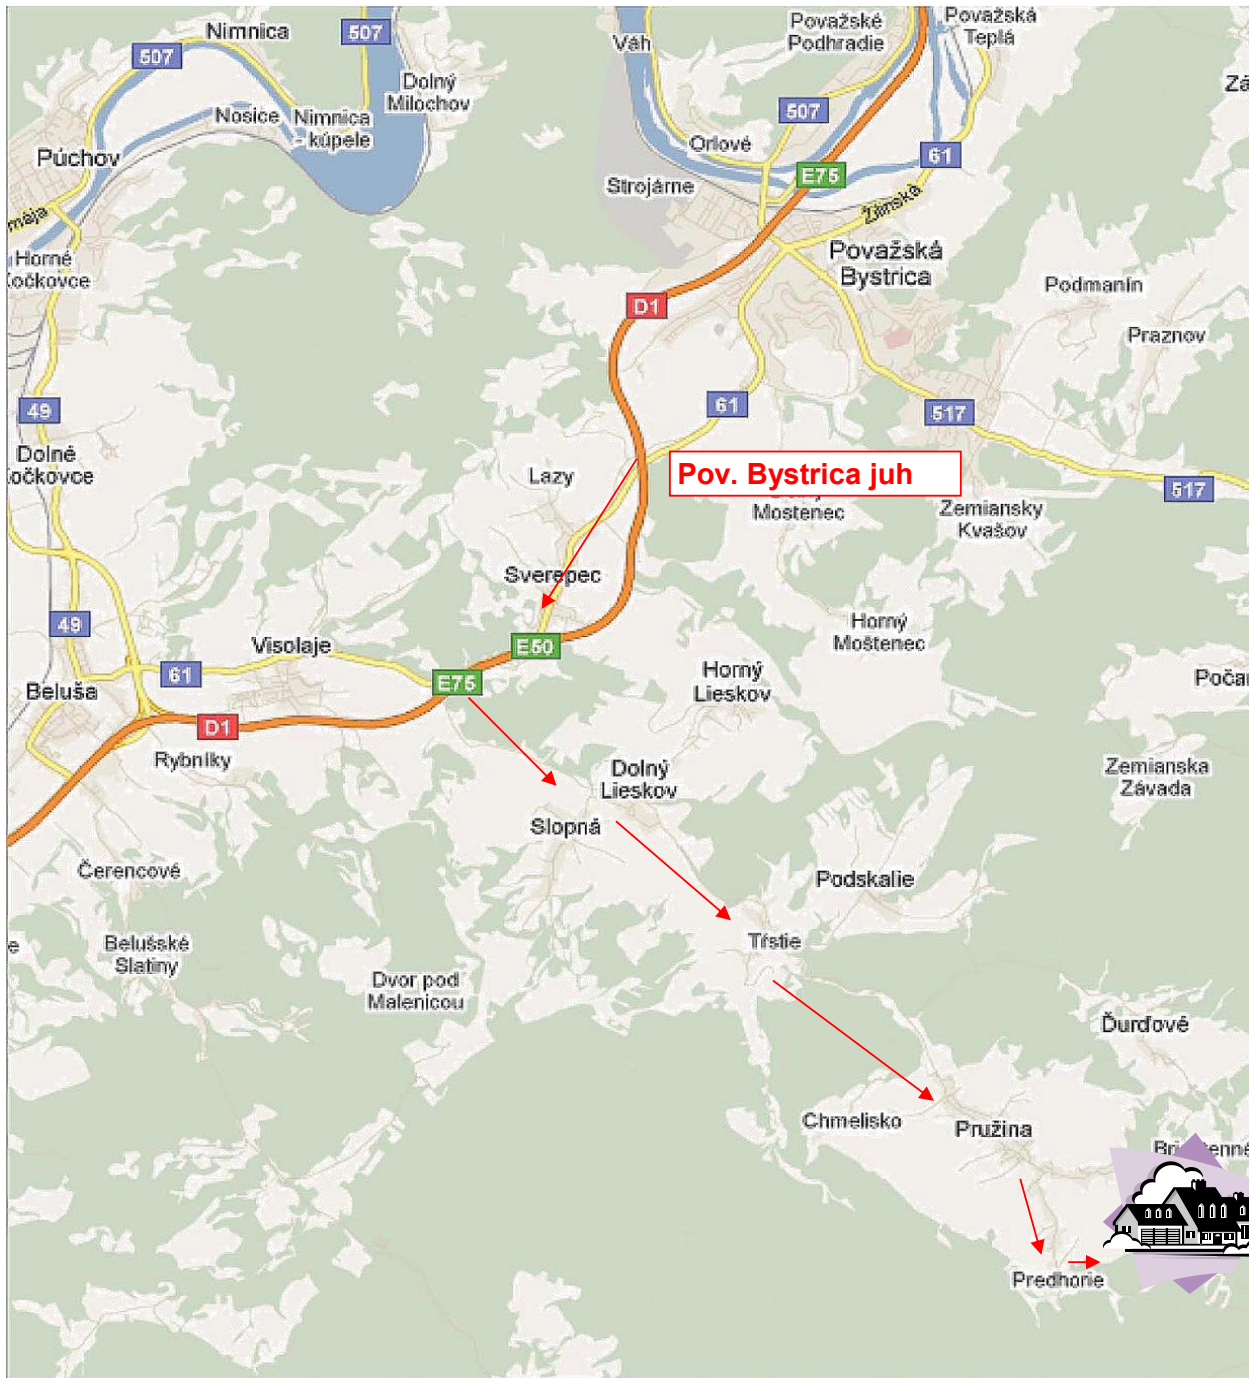 Nimnica
507
507
Váh
Považské
Podhradie
Považská
Teplá
Dolný
Milochov
Nosice
Nimnica
- kúpele
507
Orlové
61
Púchov
E75
Strojárne
Žilinská
mája
Horné
Kočkovce
Považská
Bystrica
Podmanín
D1
Praznov
49
61
517
Dolné
Kočkovce
Lazy
Pov. Bystrica juh
517
Moštenec
Zemiansky
Kvašov
Sverepec
49
Horný
Moštenec
Visolaje
E50
61
E75
Horný
Lieskov
Počar
Beluša
D1
Rybníky
Dolný
Lieskov
Zemianska
Závada
Slopná
Čerencové
Podskalie
Belušské
Slatiny
Tŕstie
Dvor pod
Malenicou
Ďurďové
Chmelisko
Pružina
Predhorie